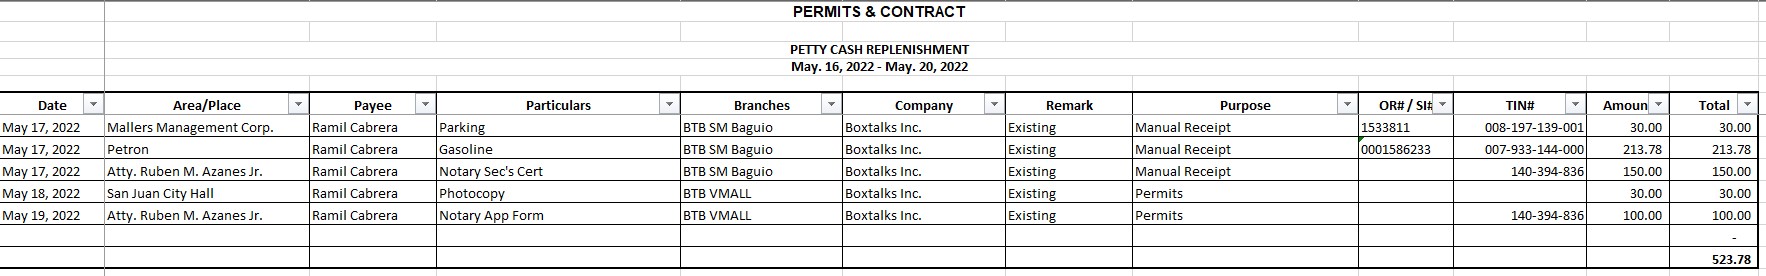 PERMITS & CONTRACT
PETTY CASH REPLENISHMENT
May. 16, 2022 - May. 20, 2022
Date Area/Place Payee Particulars Branches Company Remark Purpose OR# / SI# TIN# Amoun Total
May 17, 2022 Mallers Management Corp. Ramil Cabrera Parking BTB SM Baguio Boxtalks Inc. Existing Manual Receipt 1533811 008-197-139-001 30.00 30.00
May 17, 2022 Petron Ramil Cabrera Gasoline BTB SM Baguio Boxtalks Inc. Existing Manual Receipt 0001586233 007-933-144-000 213.78 213.78
May 17, 2022 Atty. Ruben M. Azanes Jr. Ramil Cabrera Notary Sec's Cert BTB SM Baguio Boxtalks Inc. Existing Manual Receipt 140-394-836 150.00 150.00
May 18, 2022 San Juan City Hall Ramil Cabrera Photocopy BTB VMALL Boxtalks Inc. Existing Permits 30.00 30.00
May 19, 2022 Atty. Ruben M. Azanes Jr. Ramil Cabrera Notary App Form BTB VMALL Boxtalks Inc. Existing Permits 140-394-836 100.00 100.00
-
523.78